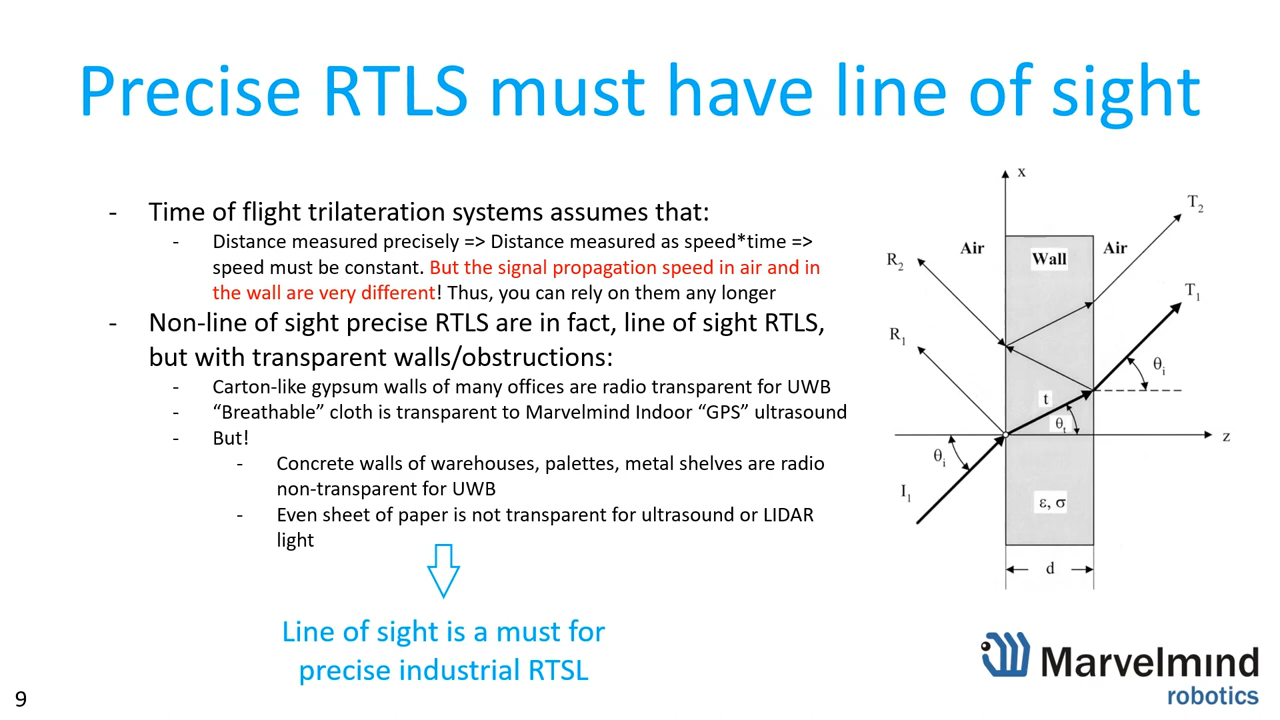 Precise RTLS must have line of sight
- Time of flight trilateration systems assumes that:
- Distance measured precisely => Distance measured as speed*time =>
speed must be constant. But the signal propagation speed in air and in
the wall are very different! Thus, you can rely on them any longer
- Non-line of sight precise RTLS are in fact, line of sight RTLS,
but with transparent walls/obstructions:
- Carton-like gypsum walls of many offices are radio transparent for UWB
- “Breathable” cloth is transparent to Marvelmind Indoor “GPS” ultrasound
- But!
- Concrete walls of warehouses, palettes, metal shelves are radio
non-transparent for UWB
- Even sheet of paper is not transparent for ultrasound or LIDAR
light
Line of sight is a must for
precise industrial RTSL
x
T₂
Air
Wall
Air
R₂
T₁
R₁
θᵢ
t
θₜ
z
θᵢ
I₁
ε, σ
d
Marvelmind
robotics
9